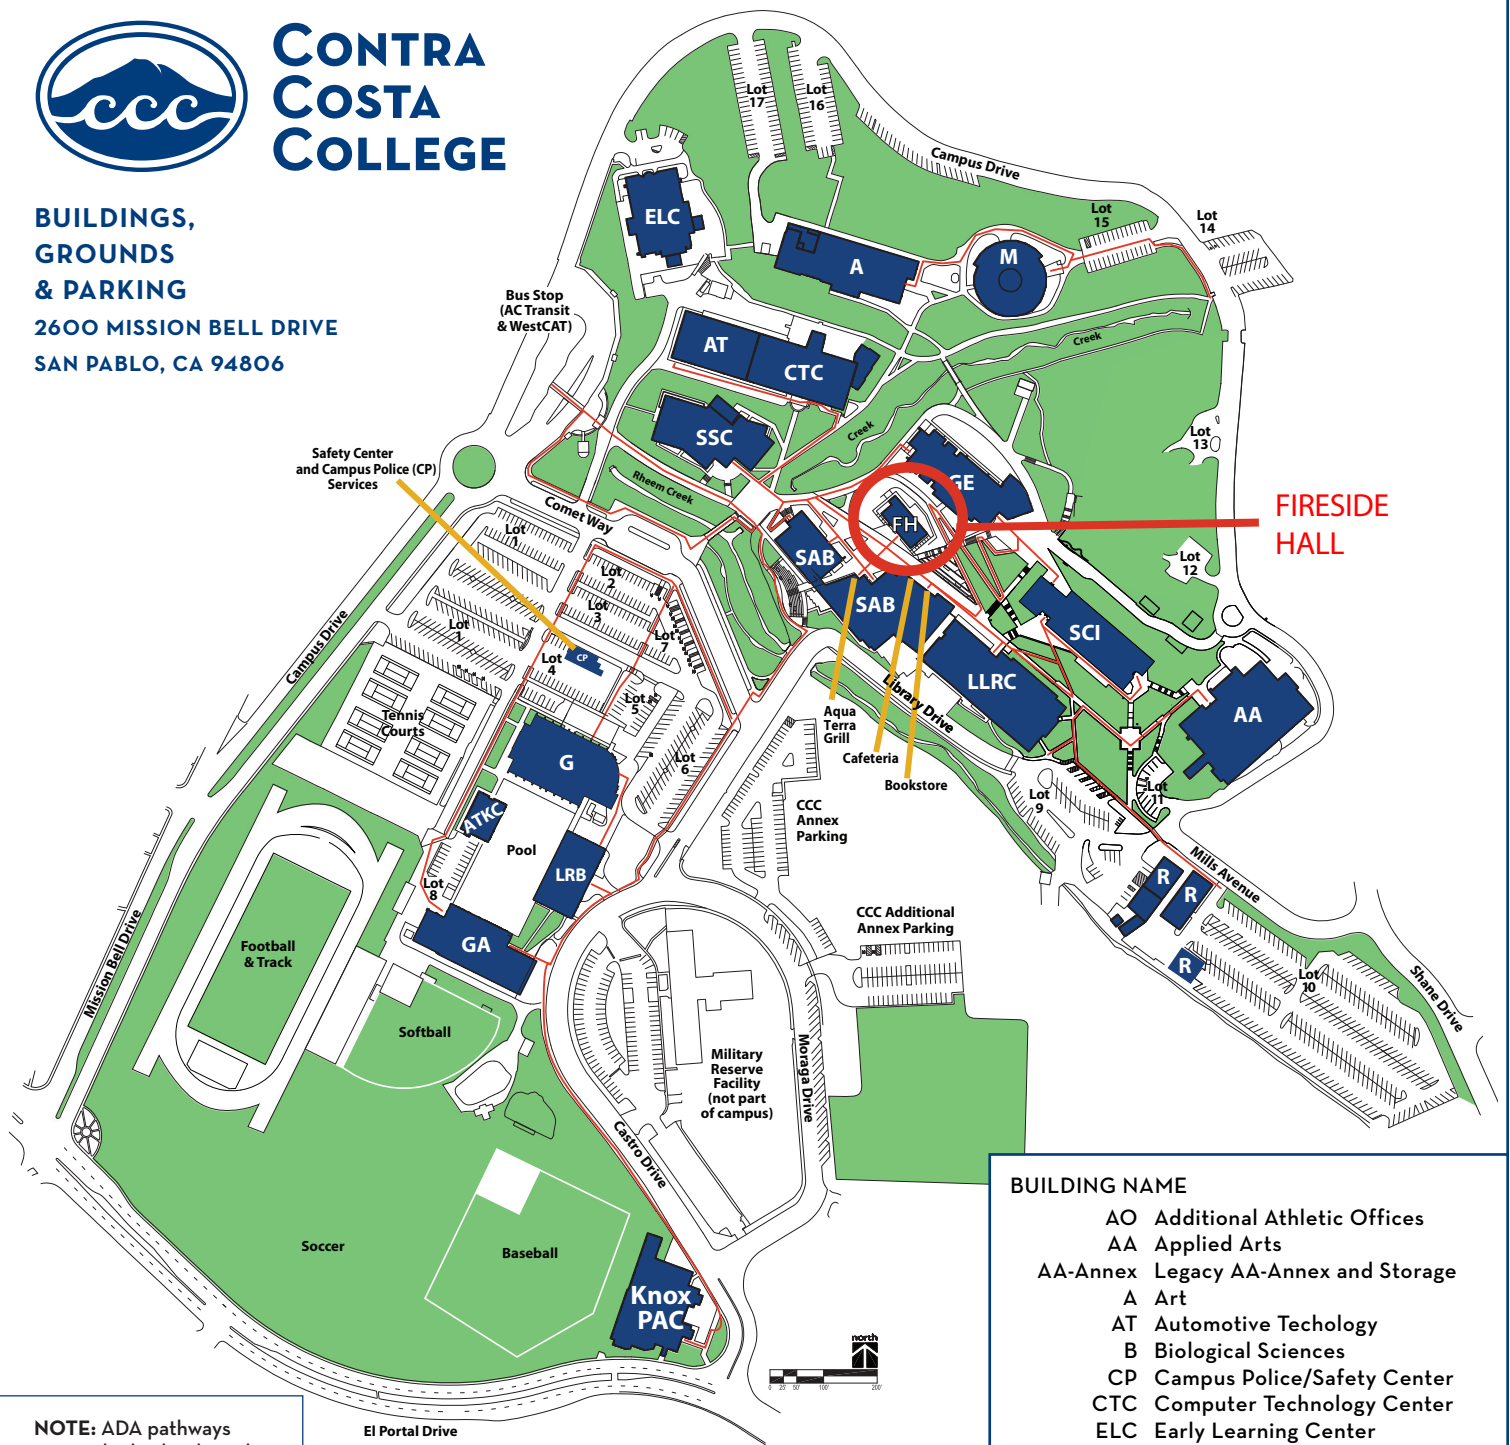 CONTRA
COSTA
COLLEGE
ccc
BUILDINGS,
GROUNDS
& PARKING
2600 MISSION BELL DRIVE
SAN PABLO, CA 94806
Lot
17
Lot
16
Campus Drive
ELC
Lot
15
Lot
14
A
M
Bus Stop
(AC Transit
& WestCAT)
AT
CTC
Creek
SSC
Creek
Lot
13
Safety Center
and Campus Police (CP)
Services
Rheem Creek
GE
FIRESIDE
HALL
Comet Way
Lot
1
FH
SAB
Lot
12
Lot
2
Lot
3
SAB
Lot
1
Lot
7
SCI
Campus Drive
Lot
4
CP
LLRC
Library Drive
Lot
5
Tennis
Courts
Aqua
Terra
Grill
AA
Cafeteria
Bookstore
G
Lot
6
Lot
9
Lot
11
ATKC
CCC
Annex
Parking
Pool
Mills Avenue
LRB
Lot
8
R
R
CCC Additional
Annex Parking
GA
Football
& Track
R
Mission Bell Drive
Lot
10
Shane Drive
Softball
Military
Reserve
Facility
(not part
of campus)
Moraga Drive
Castro Drive
Soccer
Baseball
Knox
PAC
north
0 25' 50' 100' 200'
El Portal Drive
NOTE: ADA pathways
BUILDING NAME
AO Additional Athletic Offices
AA Applied Arts
AA-Annex Legacy AA-Annex and Storage
A Art
AT Automotive Techology
B Biological Sciences
CP Campus Police/Safety Center
CTC Computer Technology Center
ELC Early Learning Center